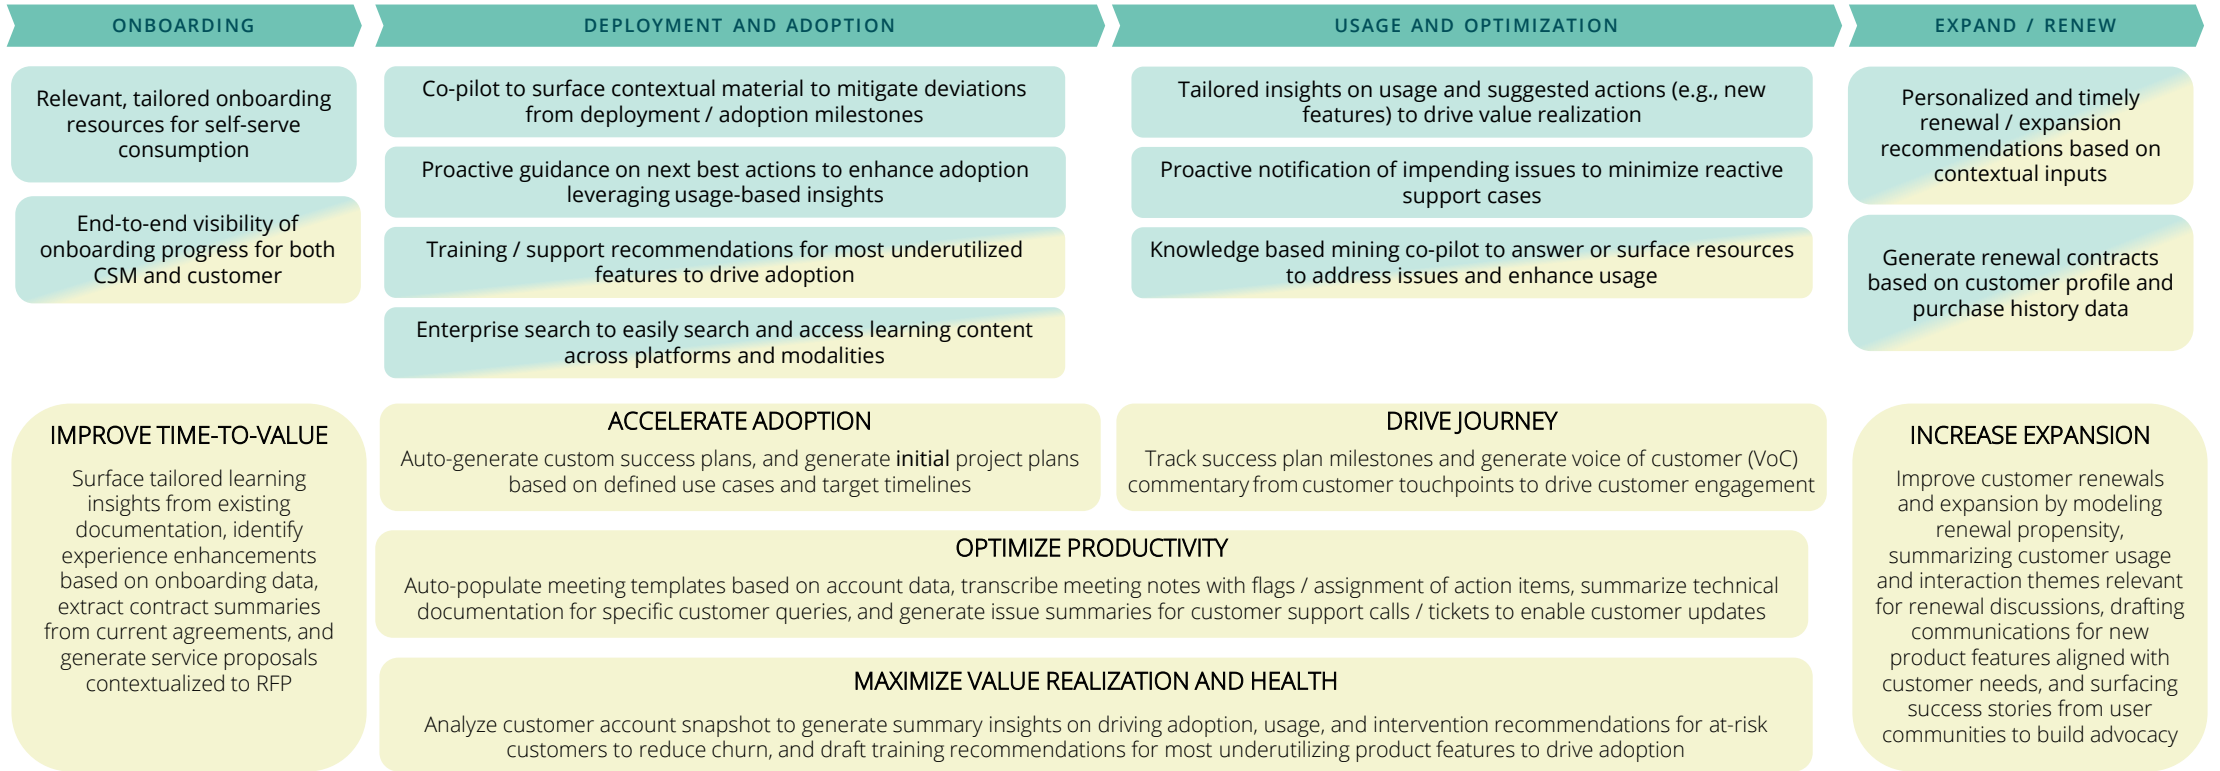 ONBOARDING
DEPLOYMENT AND ADOPTION
USAGE AND OPTIMIZATION
EXPAND / RENEW
Relevant, tailored onboarding
resources for self-serve
consumption
End-to-end visibility of
onboarding progress for both
CSM and customer
Co-pilot to surface contextual material to mitigate deviations
from deployment / adoption milestones
Proactive guidance on next best actions to enhance adoption
leveraging usage-based insights
Training / support recommendations for most underutilized
features to drive adoption
Enterprise search to easily search and access learning content
across platforms and modalities
Tailored insights on usage and suggested actions (e.g., new
features) to drive value realization
Proactive notification of impending issues to minimize reactive
support cases
Knowledge based mining co-pilot to answer or surface resources
to address issues and enhance usage
Personalized and timely
renewal / expansion
recommendations based on
contextual inputs
Generate renewal contracts
based on customer profile and
purchase history data
IMPROVE TIME-TO-VALUE
Surface tailored learning
insights from existing
documentation, identify
experience enhancements
based on onboarding data,
extract contract summaries
from current agreements, and
generate service proposals
contextualized to RFP
ACCELERATE ADOPTION
Auto-generate custom success plans, and generate initial project plans
based on defined use cases and target timelines
DRIVE JOURNEY
Track success plan milestones and generate voice of customer (VoC)
commentary from customer touchpoints to drive customer engagement
OPTIMIZE PRODUCTIVITY
Auto-populate meeting templates based on account data, transcribe meeting notes with flags / assignment of action items, summarize technical
documentation for specific customer queries, and generate issue summaries for customer support calls / tickets to enable customer updates
MAXIMIZE VALUE REALIZATION AND HEALTH
Analyze customer account snapshot to generate summary insights on driving adoption, usage, and intervention recommendations for at-risk
customers to reduce churn, and draft training recommendations for most underutilizing product features to drive adoption
INCREASE EXPANSION
Improve customer renewals
and expansion by modeling
renewal propensity,
summarizing customer usage
and interaction themes relevant
for renewal discussions, drafting
communications for new
product features aligned with
customer needs, and surfacing
success stories from user
communities to build advocacy